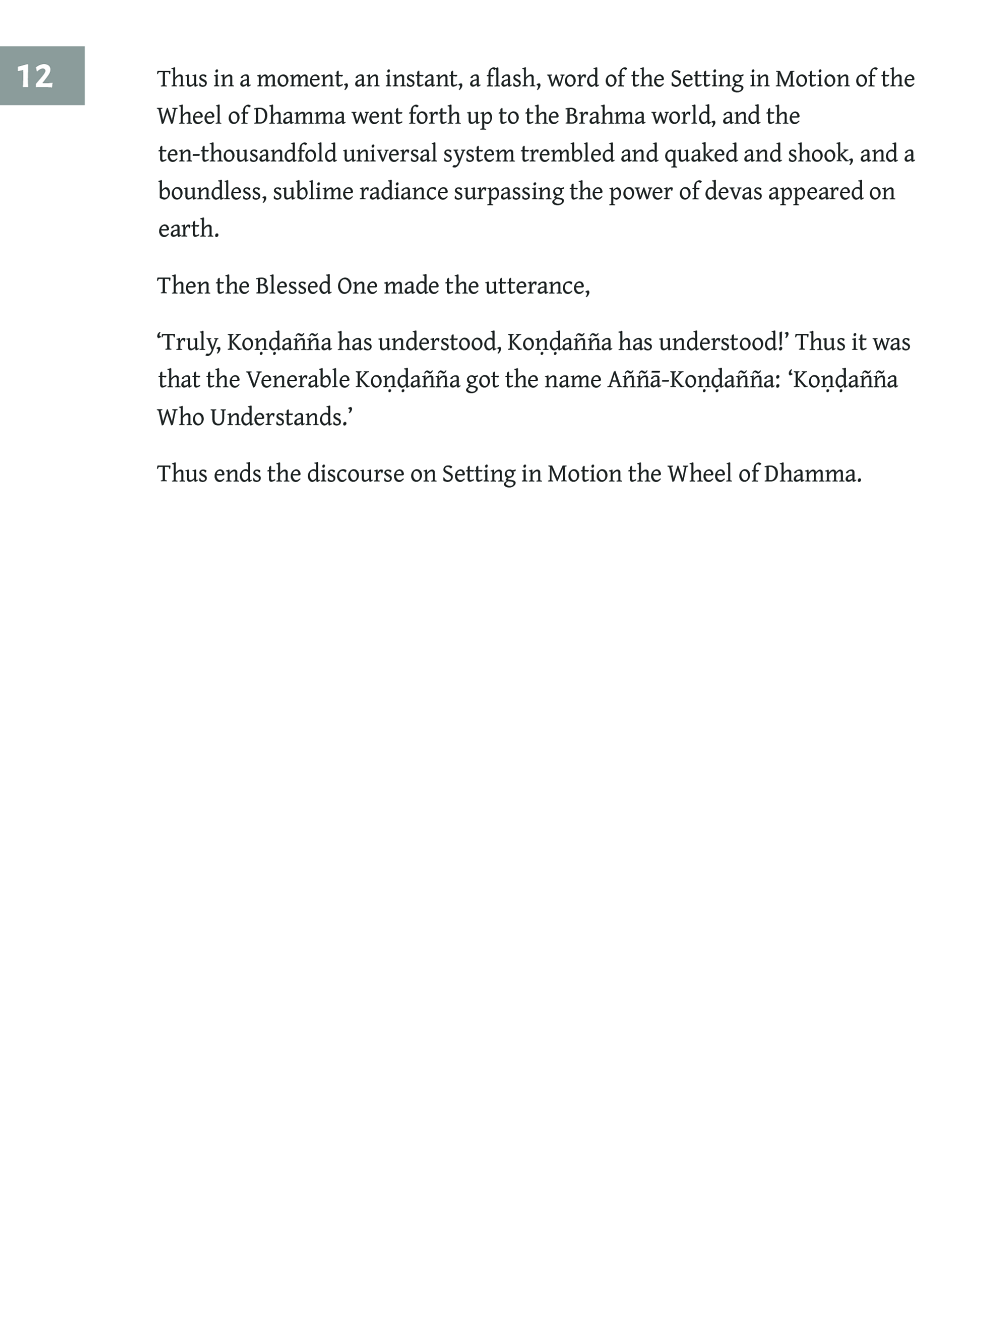 12
Thus in a moment, an instant, a flash, word of the Setting in Motion of the
Wheel of Dhamma went forth up to the Brahma world, and the
ten-thousandfold universal system trembled and quaked and shook, and a
boundless, sublime radiance surpassing the power of devas appeared on
earth.
Then the Blessed One made the utterance,
‘Truly, Koṇḍañña has understood, Koṇḍañña has understood!’ Thus it was
that the Venerable Koṇḍañña got the name Aññā-Koṇḍañña: ‘Koṇḍañña
Who Understands.’
Thus ends the discourse on Setting in Motion the Wheel of Dhamma.